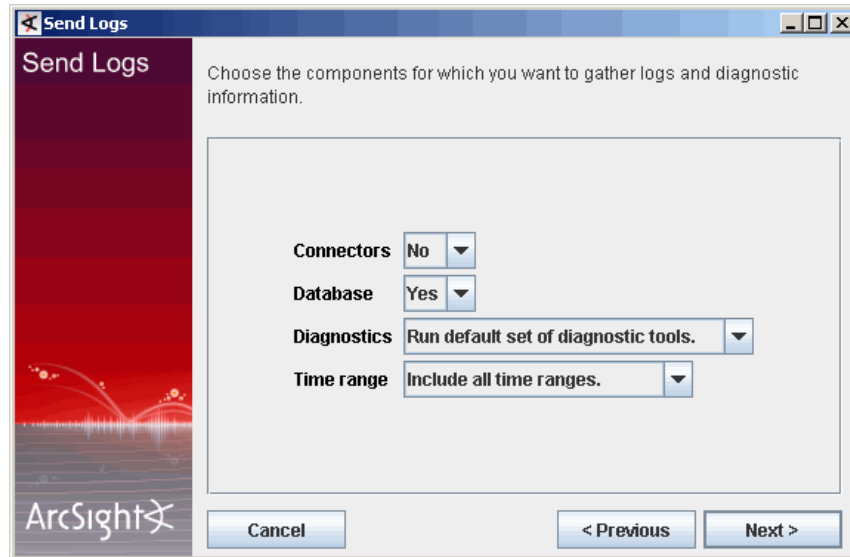 Send Logs
Send Logs
Choose the components for which you want to gather logs and diagnostic
information.
Connectors No
Database Yes
Diagnostics Run default set of diagnostic tools.
Time range Include all time ranges.
ArcSight
Cancel < Previous Next >